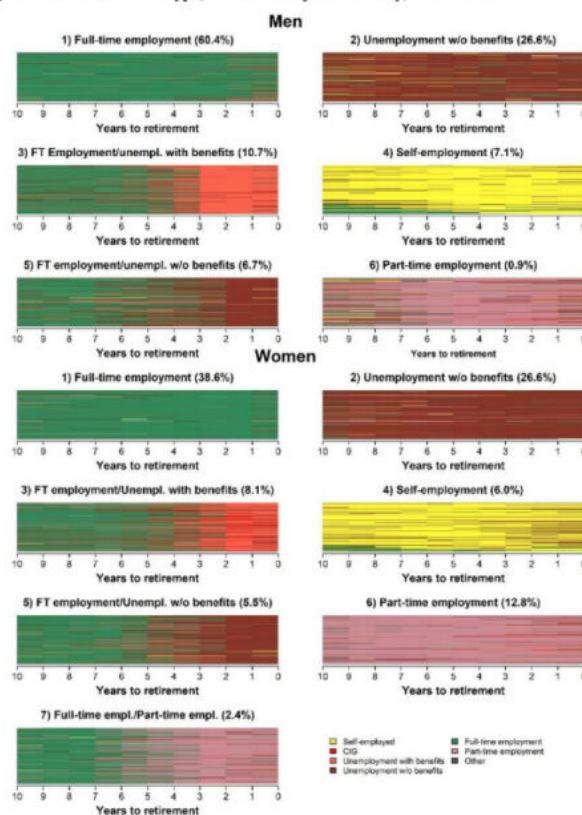 Men
1) Full-time employment (60.4%)
2) Unemployment w/o benefits (26.6%)
10 9 8 7 6 5 4 3 2 1 0
10 9 8 7 6 5 4 3 2 1 0
Years to retirement
Years to retirement
3) FT Employment/unempl. with benefits (10.7%)
4) Self-employment (7.1%)
10 9 8 7 6 5 4 3 2 1 0
10 9 8 7 6 5 4 3 2 1 0
Years to retirement
Years to retirement
5) FT employment/unempl. w/o benefits (6.7%)
6) Part-time employment (0.9%)
10 9 8 7 6 5 4 3 2 1 0
10 9 8 7 6 5 4 3 2 1 0
Years to retirement
Years to retirement
Women
1) Full-time employment (38.6%)
2) Unemployment w/o benefits (26.6%)
10 9 8 7 6 5 4 3 2 1 0
10 9 8 7 6 5 4 3 2 1 0
Years to retirement
Years to retirement
3) FT employment/Unempl. with benefits (8.1%)
4) Self-employment (6.0%)
10 9 8 7 6 5 4 3 2 1 0
10 9 8 7 6 5 4 3 2 1 0
Years to retirement
Years to retirement
5) FT employment/Unempl. w/o benefits (5.5%)
6) Part-time employment (12.8%)
10 9 8 7 6 5 4 3 2 1 0
10 9 8 7 6 5 4 3 2 1 0
Years to retirement
Years to retirement
7) Full-time empl./Part-time empl. (2.4%)
10 9 8 7 6 5 4 3 2 1 0
Years to retirement
Self-employed
CIG
Unemployment with benefits
Unemployment w/o benefits
Full-time employment
Part-time employment
Other